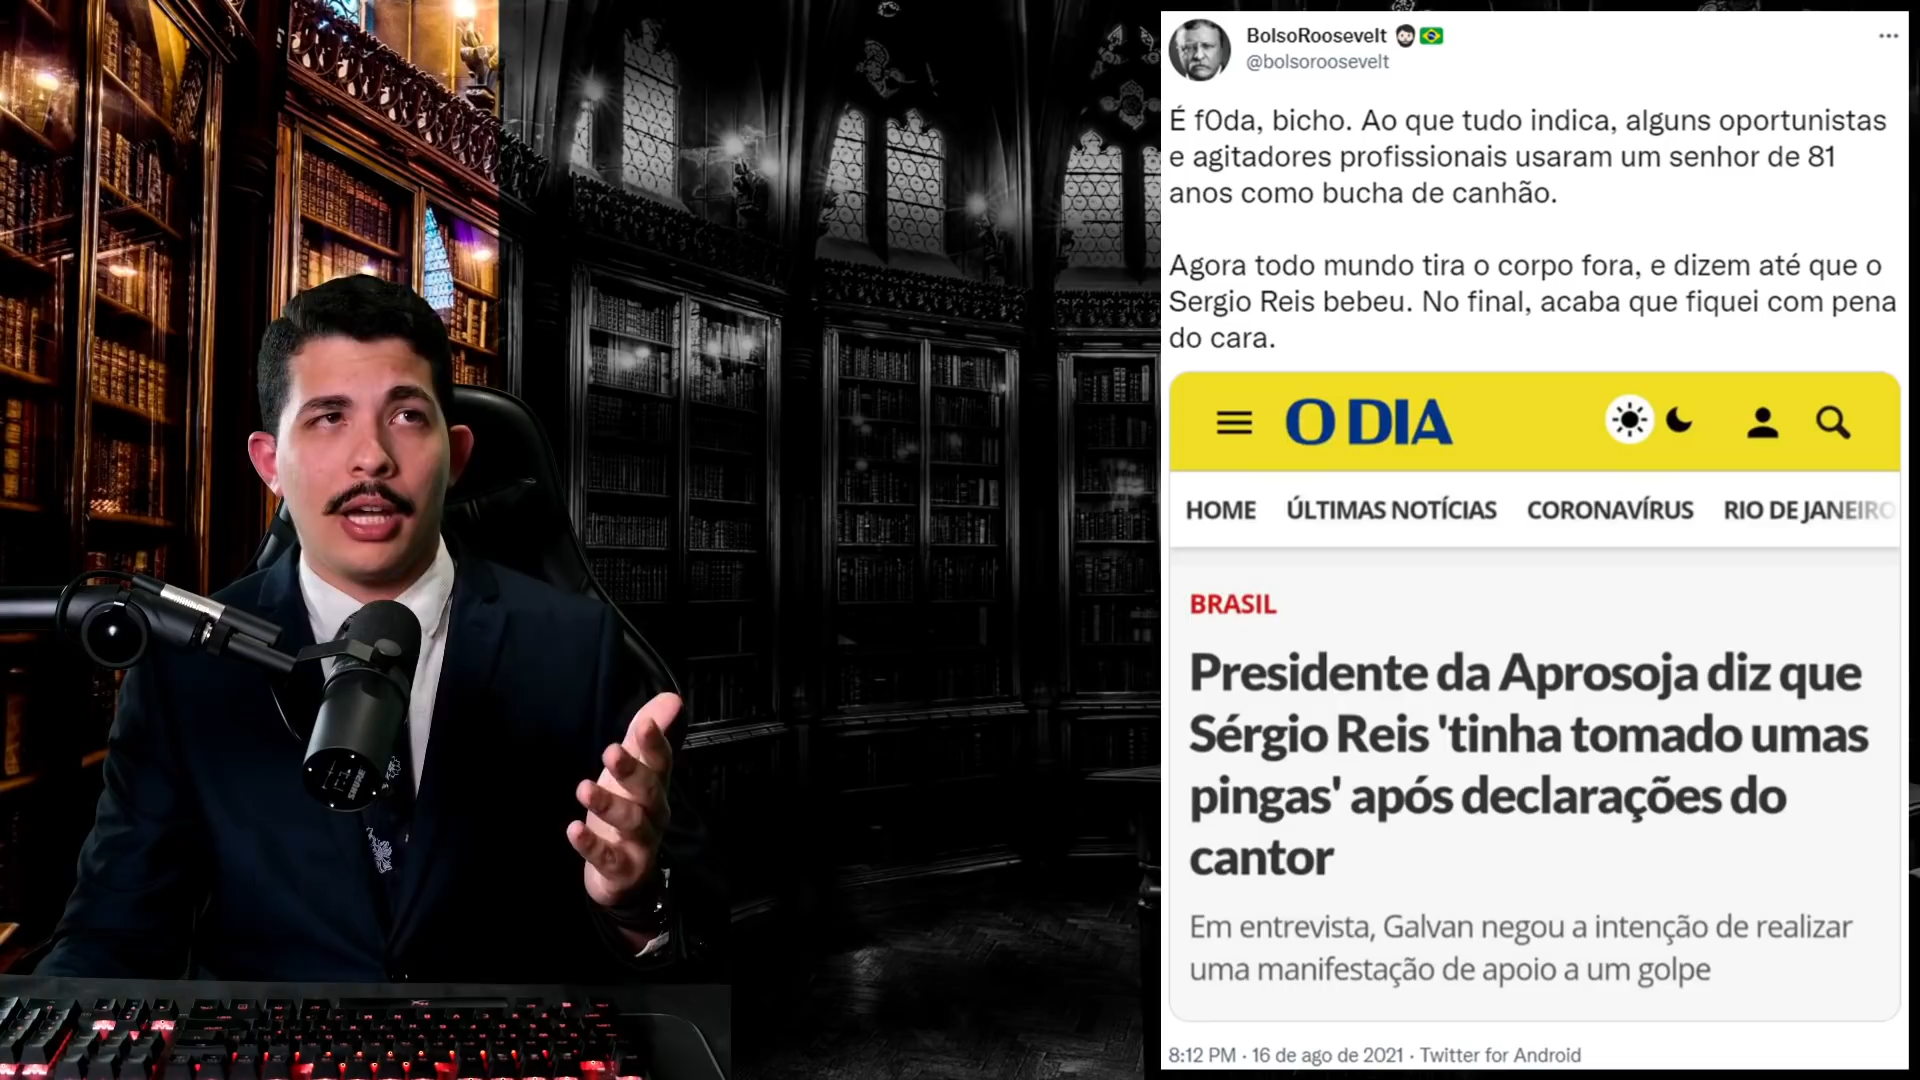 BolsoRoosevelt
@bolsoroosevelt
É f0da, bicho. Ao que tudo indica, alguns oportunistas
e agitadores profissionais usaram um senhor de 81
anos como bucha de canhão.
Agora todo mundo tira o corpo fora, e dizem até que o
Sergio Reis bebeu. No final, acaba que fiquei com pena
do cara.
O DIA
HOME ÚLTIMAS NOTÍCIAS CORONAVÍRUS RIO DE JANEIRO
BRASIL
Presidente da Aprosoja diz que
Sérgio Reis 'tinha tomado umas
pingas' após declarações do
cantor
Em entrevista, Galvan negou a intenção de realizar
uma manifestação de apoio a um golpe
8:12 PM · 16 de ago de 2021 · Twitter for Android
SHURE